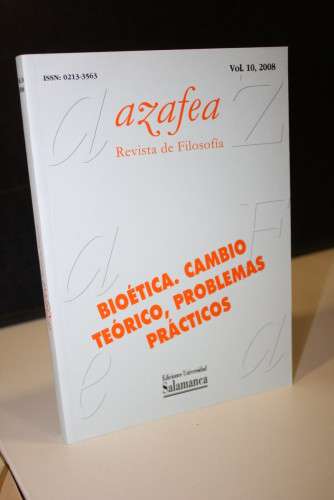 ISSN: 0213-3563
Vol. 10, 2008
azafea
Revista de Filosofía
BIOÉTICA. CAMBIO
TEÓRICO, PROBLEMAS
PRÁCTICOS
Ediciones Universidad
Salamanca
a
Z
a
F
e
a